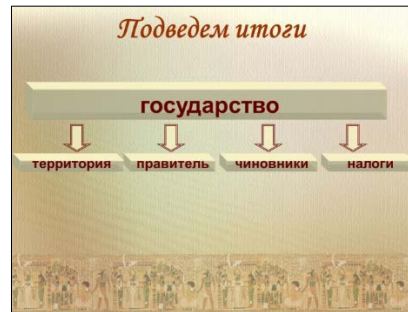 Подведем итоги
государство
территория правитель чиновники налоги